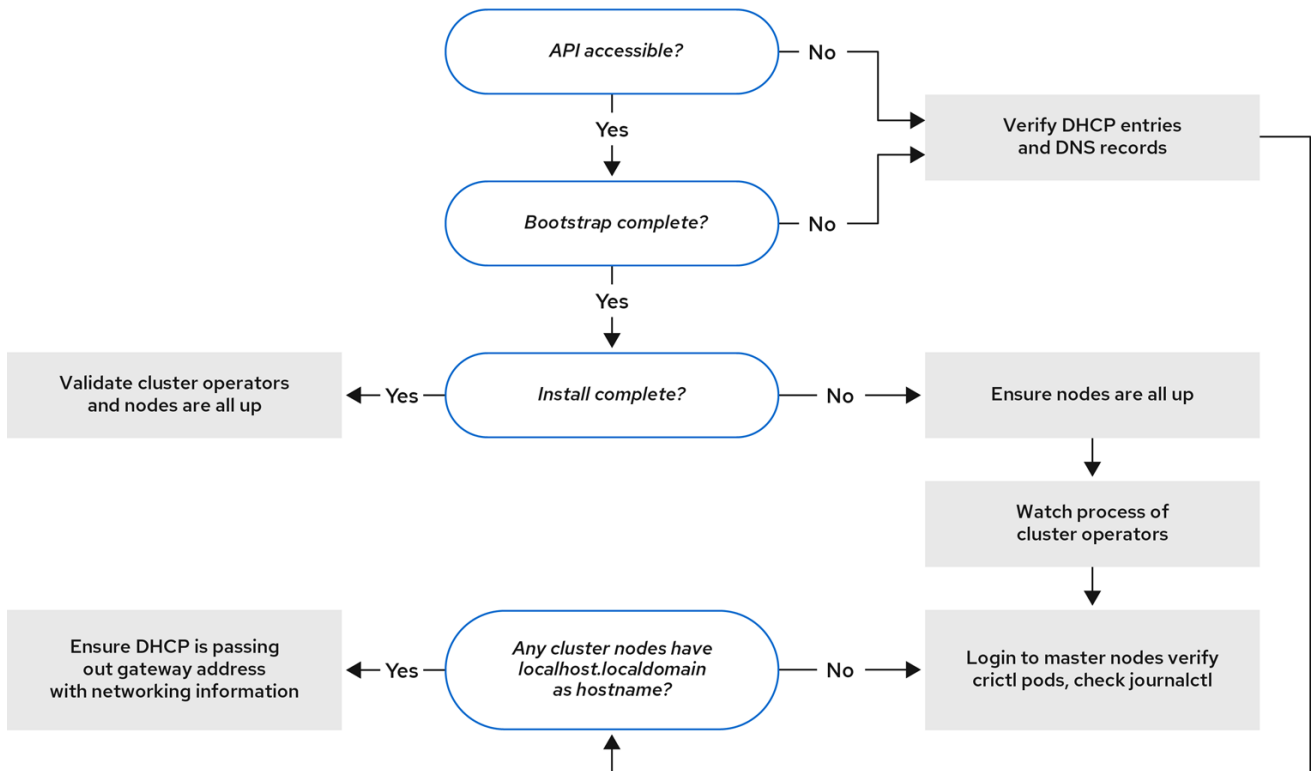 API accessible?
No
Verify DHCP entries
and DNS records
Yes
Bootstrap complete?
No
Yes
Validate cluster operators
and nodes are all up
Yes
Install complete?
No
Ensure nodes are all up
Watch process of
cluster operators
Ensure DHCP is passing
out gateway address
with networking information
Yes
Any cluster nodes have
localhost.localdomain
as hostname?
No
Login to master nodes verify
crictl pods, check journalctl